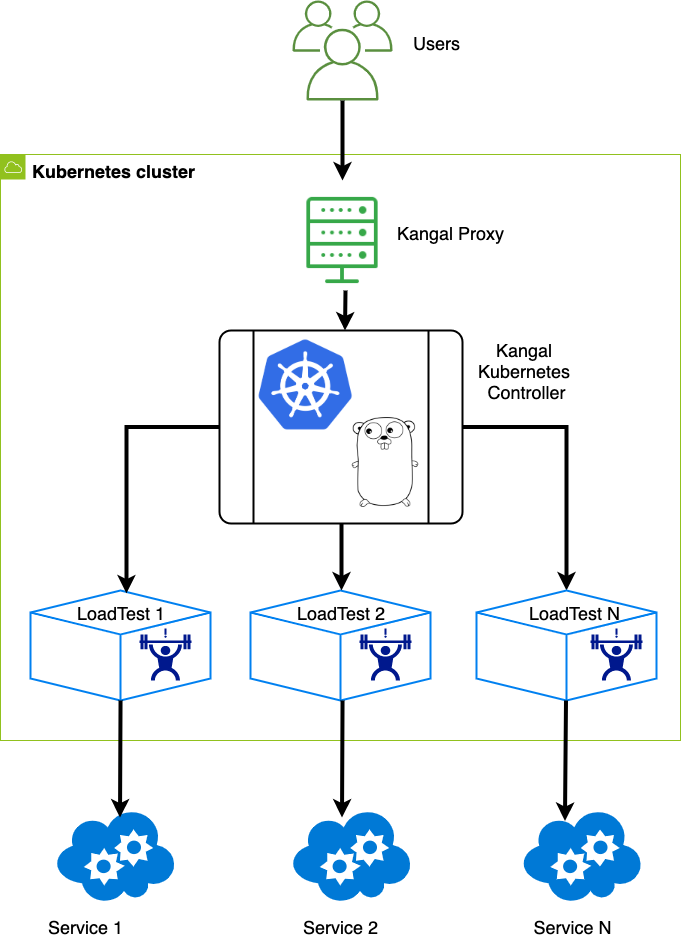 Users
Kubernetes cluster
Kangal Proxy
Kangal
Kubernetes
Controller
LoadTest 1
LoadTest 2
LoadTest N
Service 1
Service 2
Service N